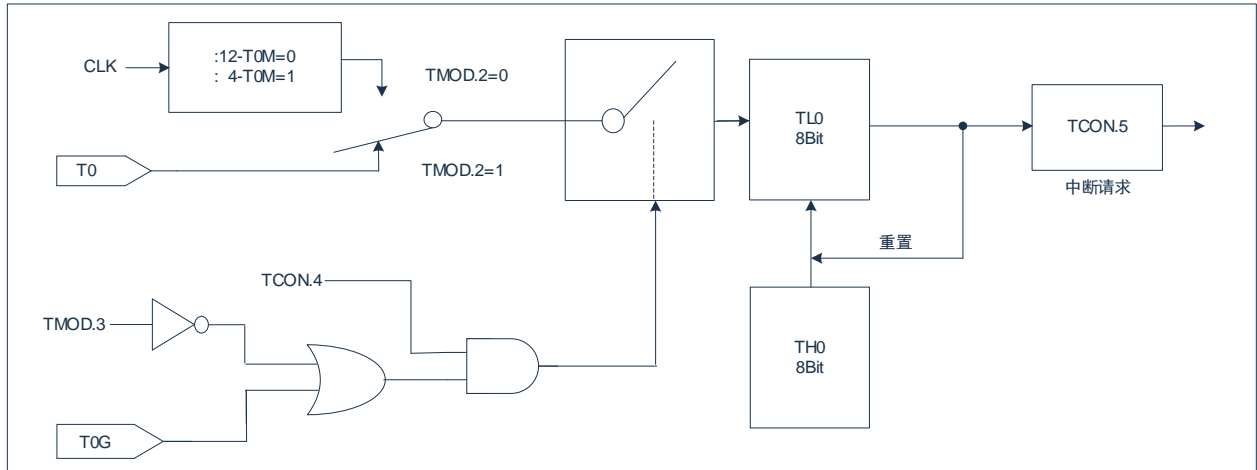 CLK
:12-T0M=0
: 4-T0M=1
TMOD.2=0
T0
TMOD.2=1
TL0
8Bit
TCON.5
中断请求
重置
TCON.4
TMOD.3
TH0
8Bit
T0G